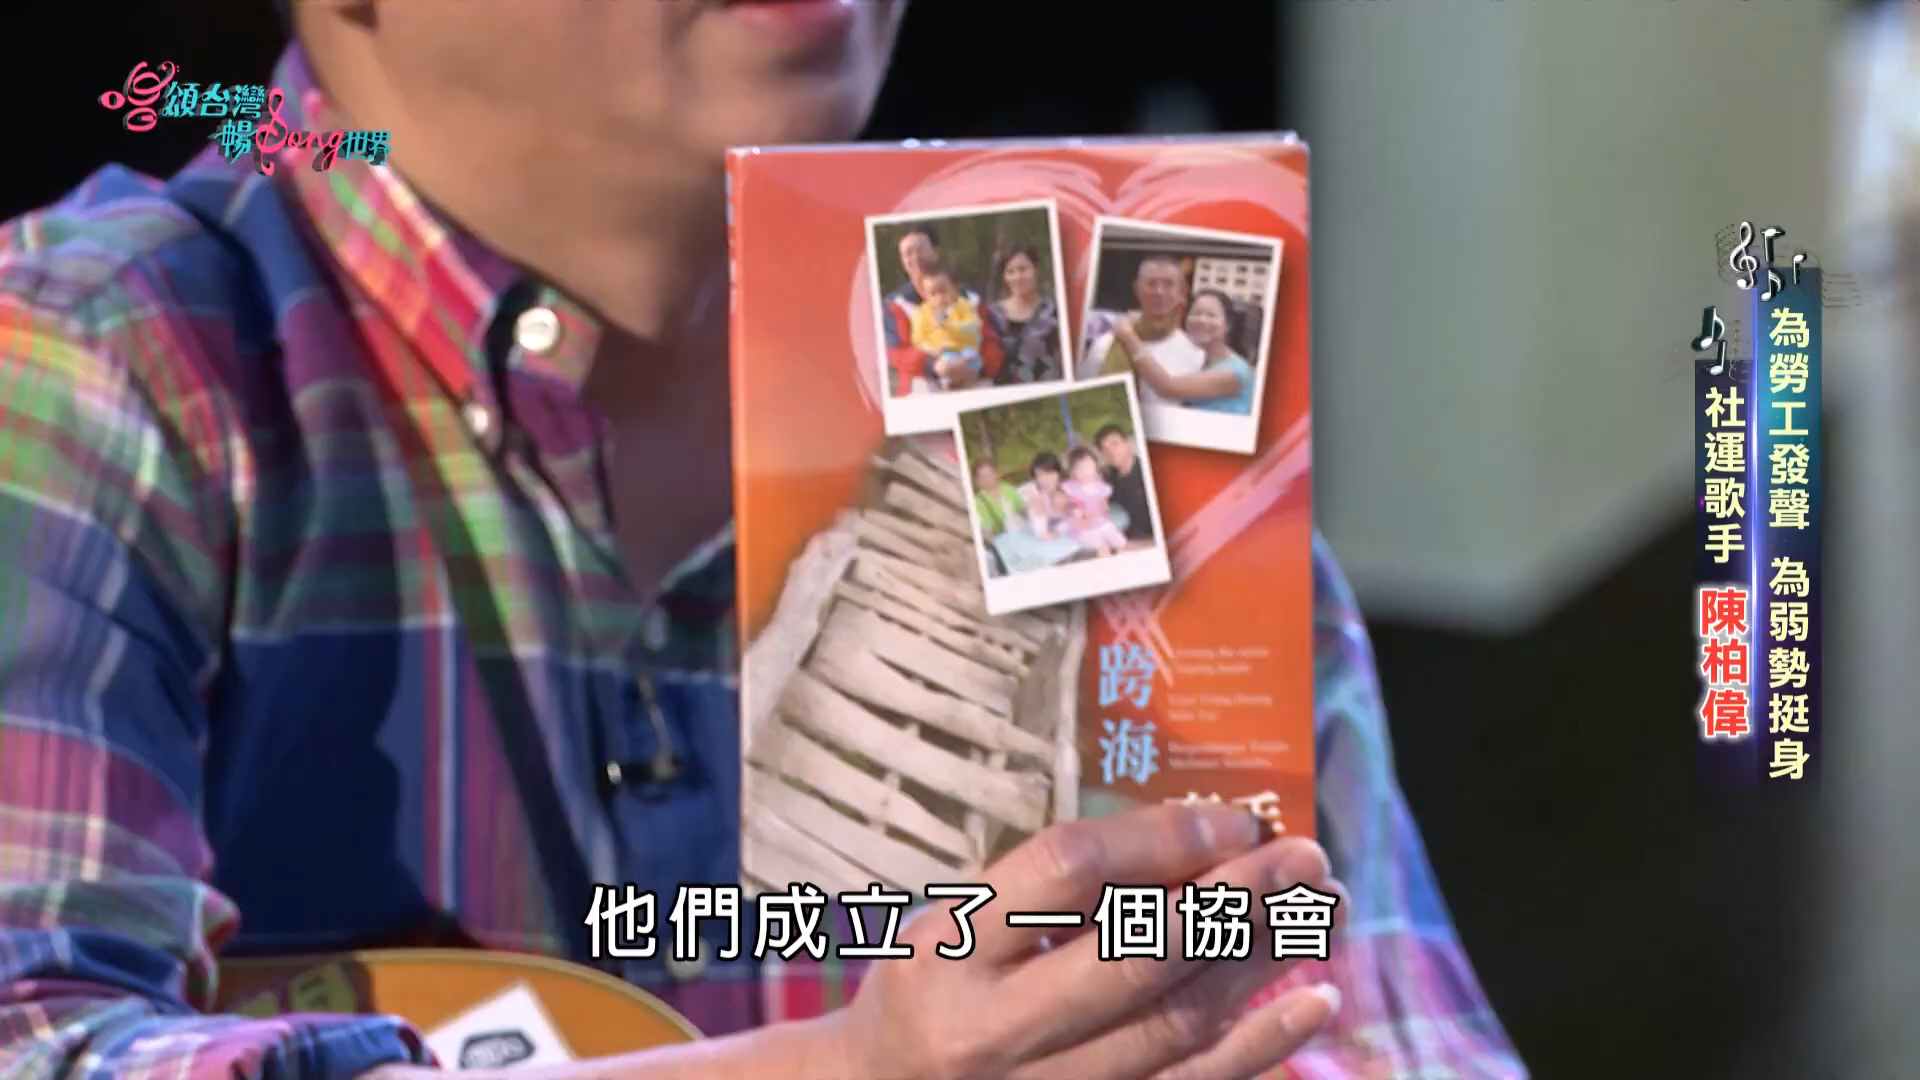 唱頌台灣
暢Song世界
為勞工發聲 為弱勢挺身
社運歌手 陳柏偉
跨海
他們成立了一個協會